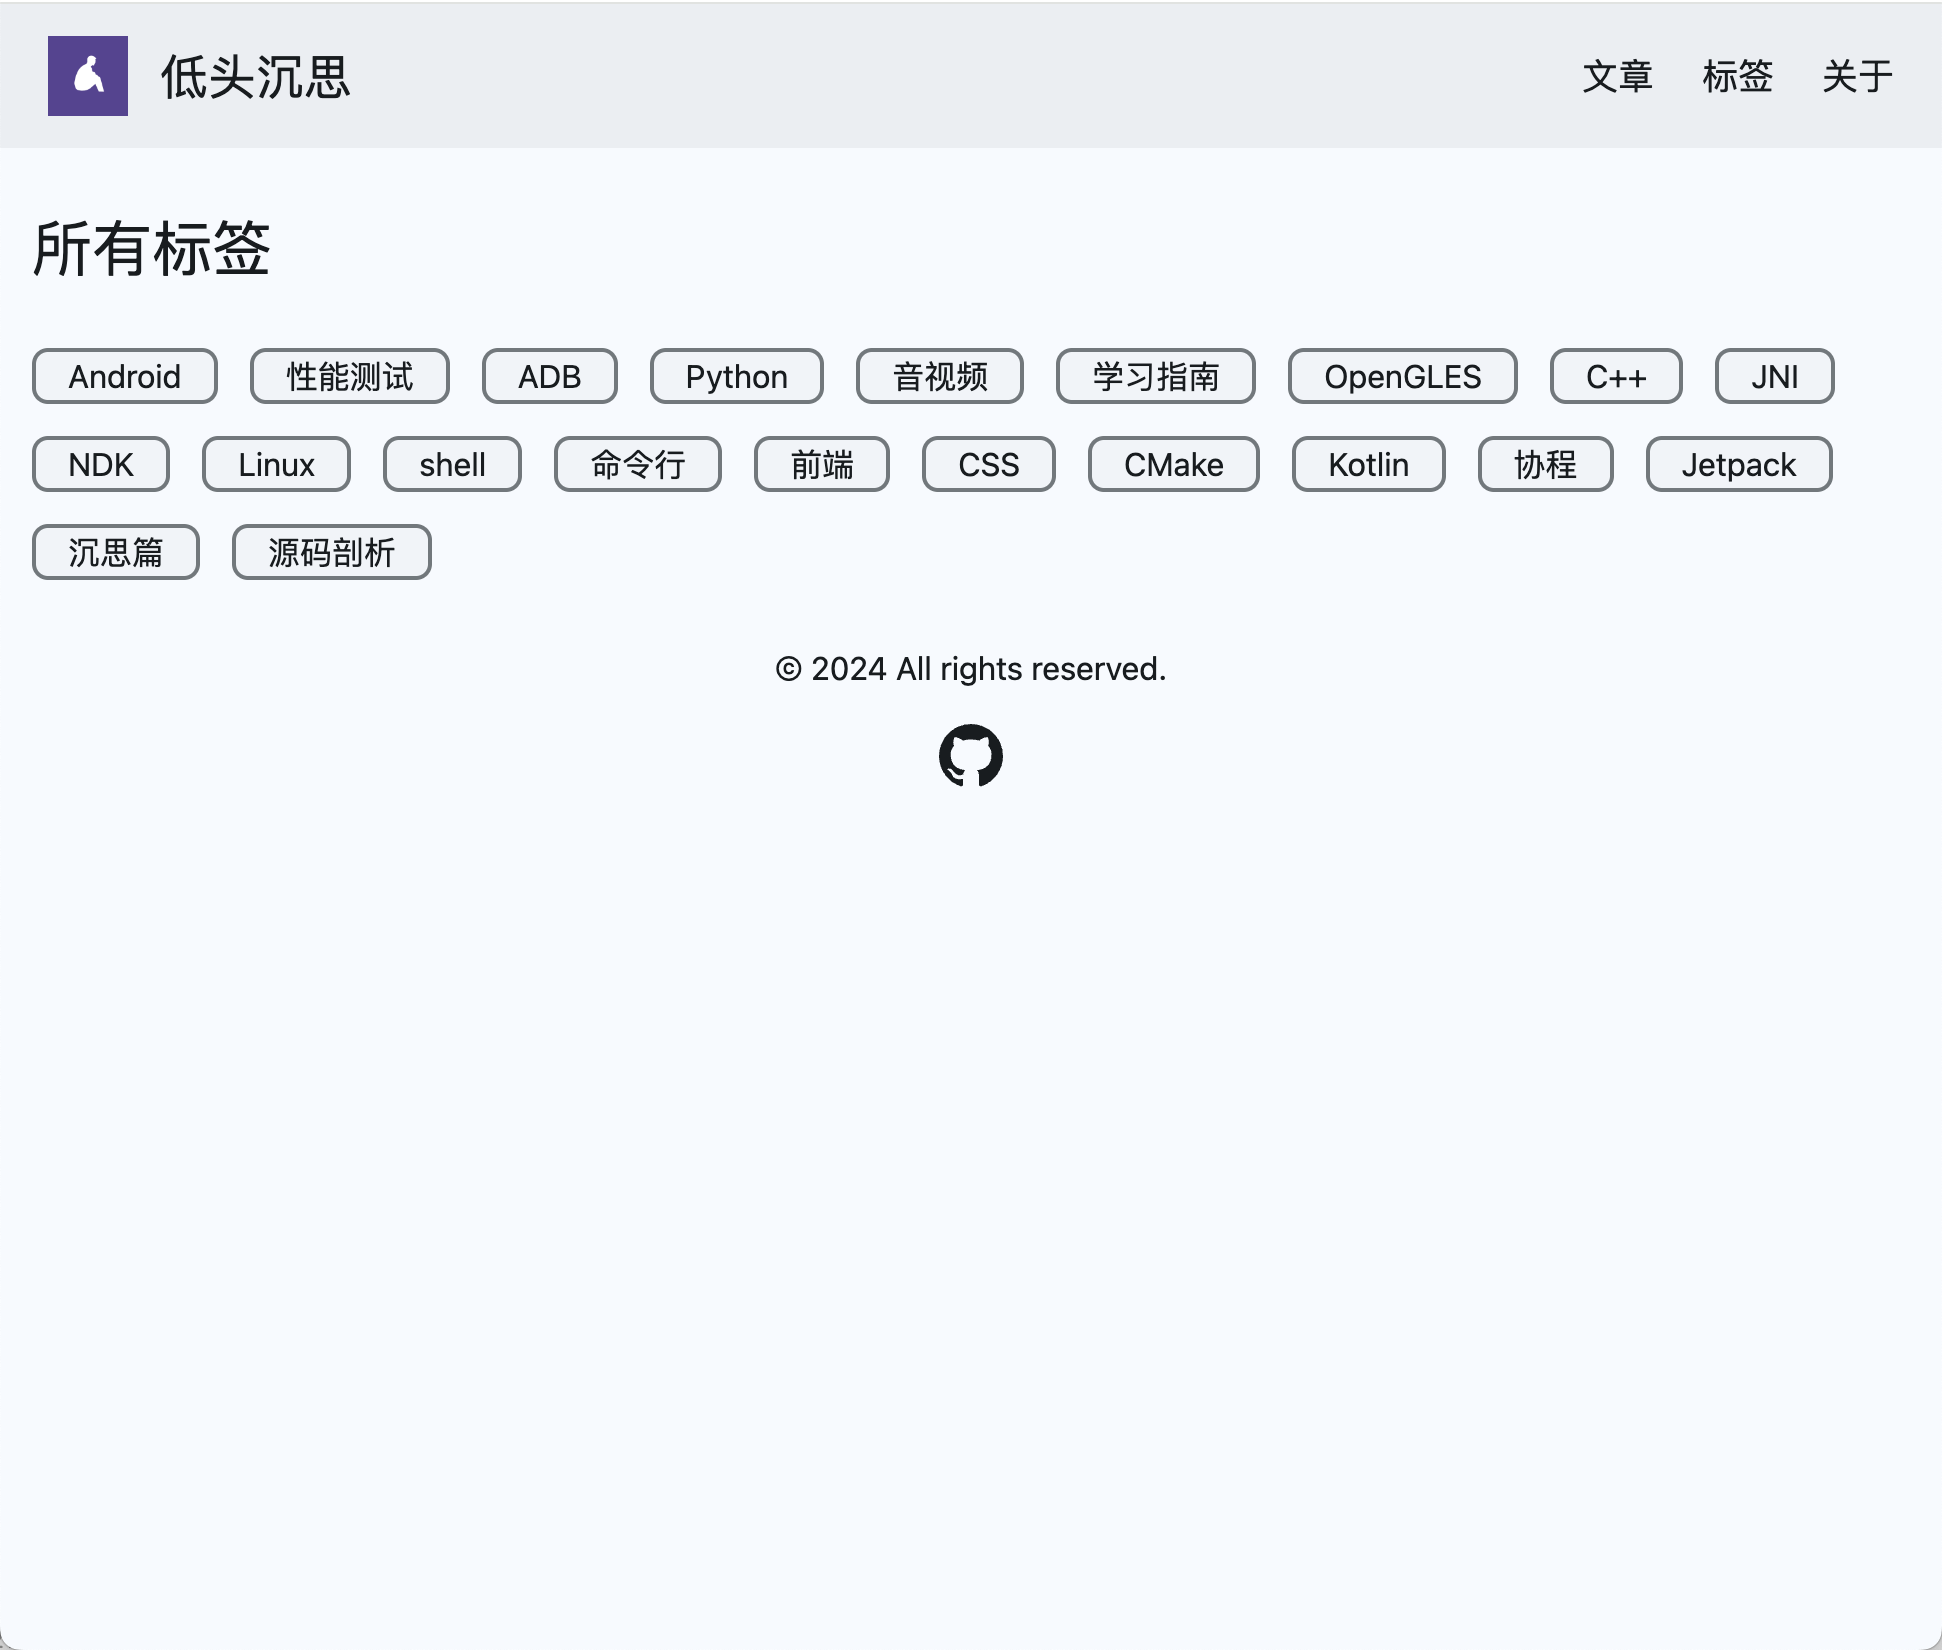 低头沉思 文章 标签 关于
所有标签
Android 性能测试 ADB Python 音视频 学习指南 OpenGLES C++ JNI
NDK Linux shell 命令行 前端 CSS CMake Kotlin 协程 Jetpack
沉思篇 源码剖析
© 2024 All rights reserved.